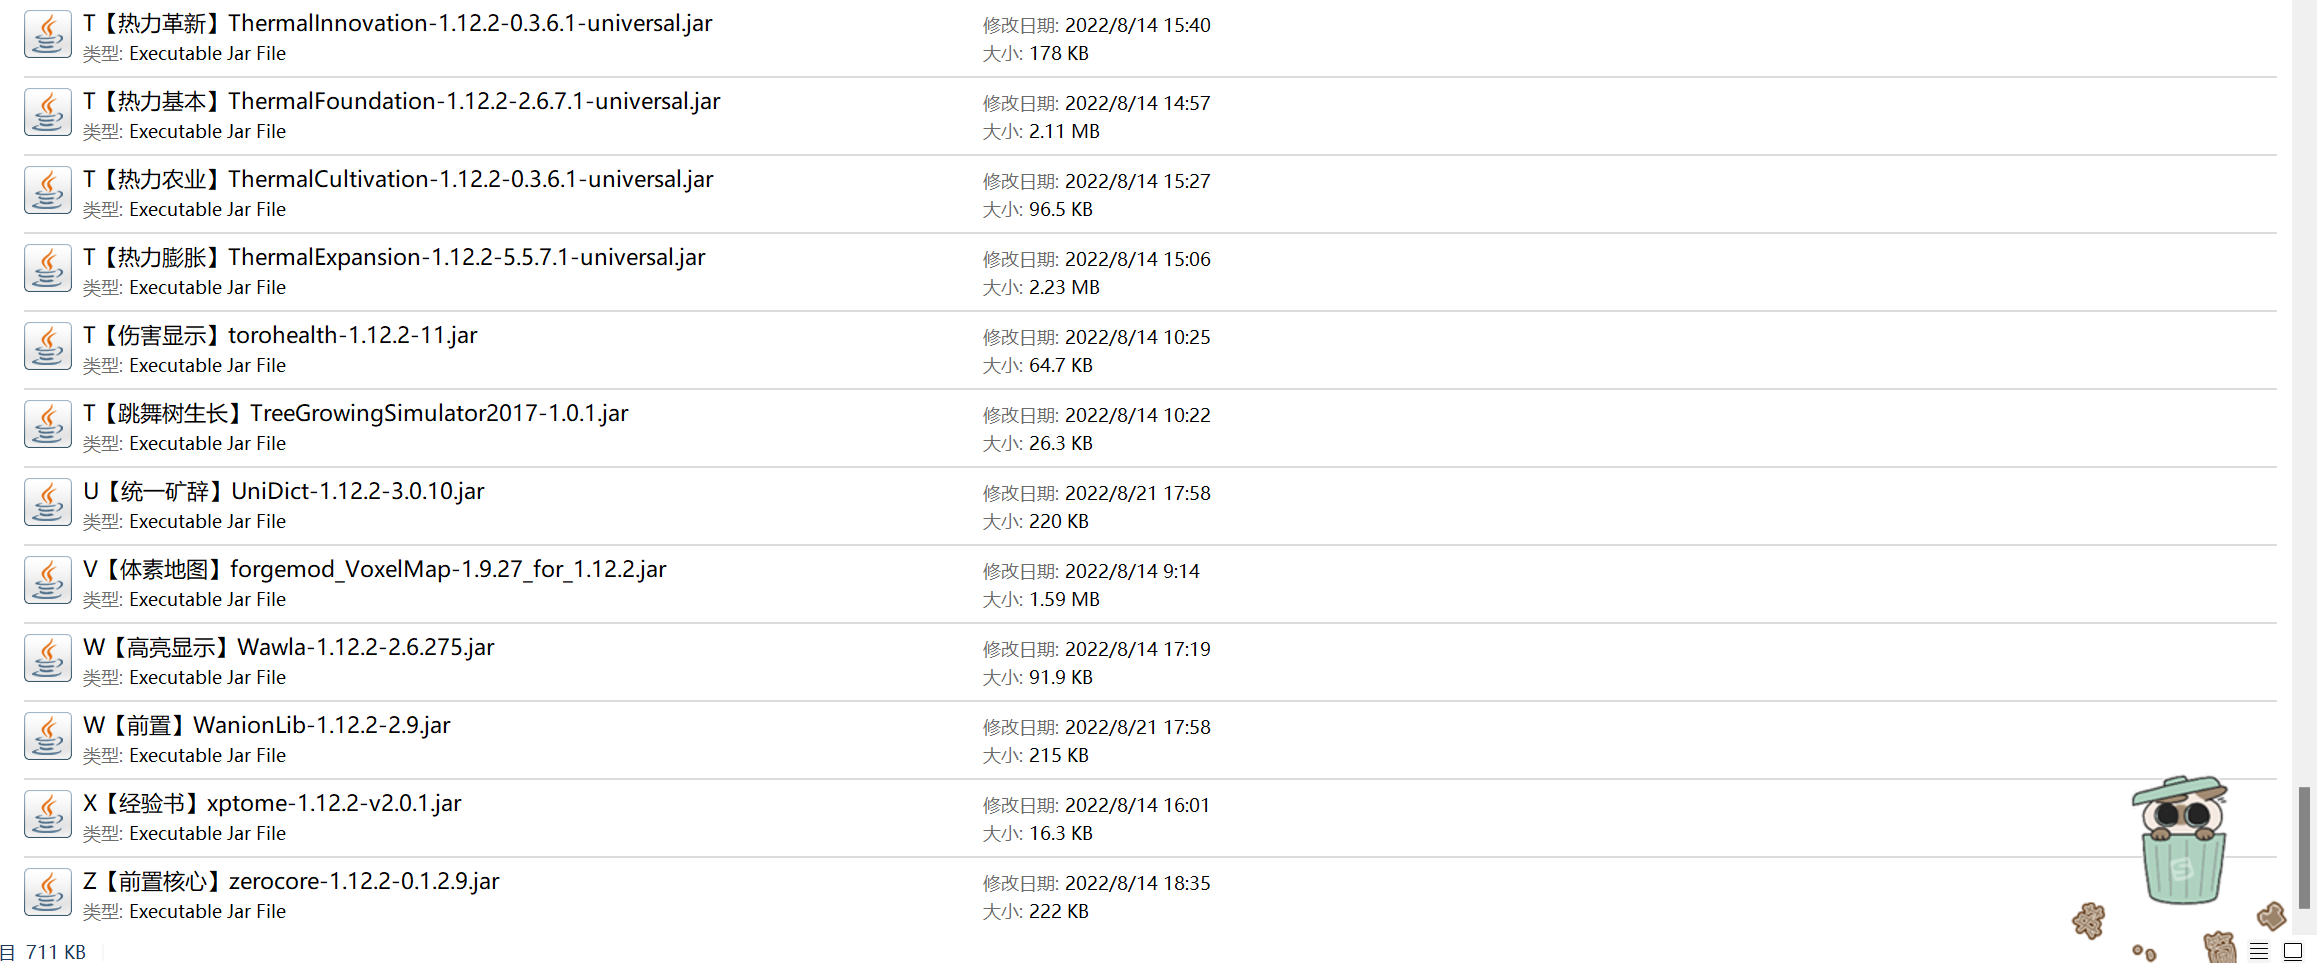 T【热力革新】ThermalInnovation-1.12.2-0.3.6.1-universal.jar
修改日期: 2022/8/14 15:40
类型: Executable Jar File
大小: 178 KB
T【热力基本】ThermalFoundation-1.12.2-2.6.7.1-universal.jar
修改日期: 2022/8/14 14:57
类型: Executable Jar File
大小: 2.11 MB
T【热力农业】ThermalCultivation-1.12.2-0.3.6.1-universal.jar
修改日期: 2022/8/14 15:27
类型: Executable Jar File
大小: 96.5 KB
T【热力膨胀】ThermalExpansion-1.12.2-5.5.7.1-universal.jar
修改日期: 2022/8/14 15:06
类型: Executable Jar File
大小: 2.23 MB
T【伤害显示】torohealth-1.12.2-11.jar
修改日期: 2022/8/14 10:25
类型: Executable Jar File
大小: 64.7 KB
T【跳舞树生长】TreeGrowingSimulator2017-1.0.1.jar
修改日期: 2022/8/14 10:22
类型: Executable Jar File
大小: 26.3 KB
U【统一矿辞】UniDict-1.12.2-3.0.10.jar
修改日期: 2022/8/21 17:58
类型: Executable Jar File
大小: 220 KB
V【体素地图】forgemod_VoxelMap-1.9.27_for_1.12.2.jar
修改日期: 2022/8/14 9:14
类型: Executable Jar File
大小: 1.59 MB
W【高亮显示】Wawla-1.12.2-2.6.275.jar
修改日期: 2022/8/14 17:19
类型: Executable Jar File
大小: 91.9 KB
W【前置】WanionLib-1.12.2-2.9.jar
修改日期: 2022/8/21 17:58
类型: Executable Jar File
大小: 215 KB
X【经验书】xptome-1.12.2-v2.0.1.jar
修改日期: 2022/8/14 16:01
类型: Executable Jar File
大小: 16.3 KB
Z【前置核心】zerocore-1.12.2-0.1.2.9.jar
修改日期: 2022/8/14 18:35
类型: Executable Jar File
大小: 222 KB
目 711 KB